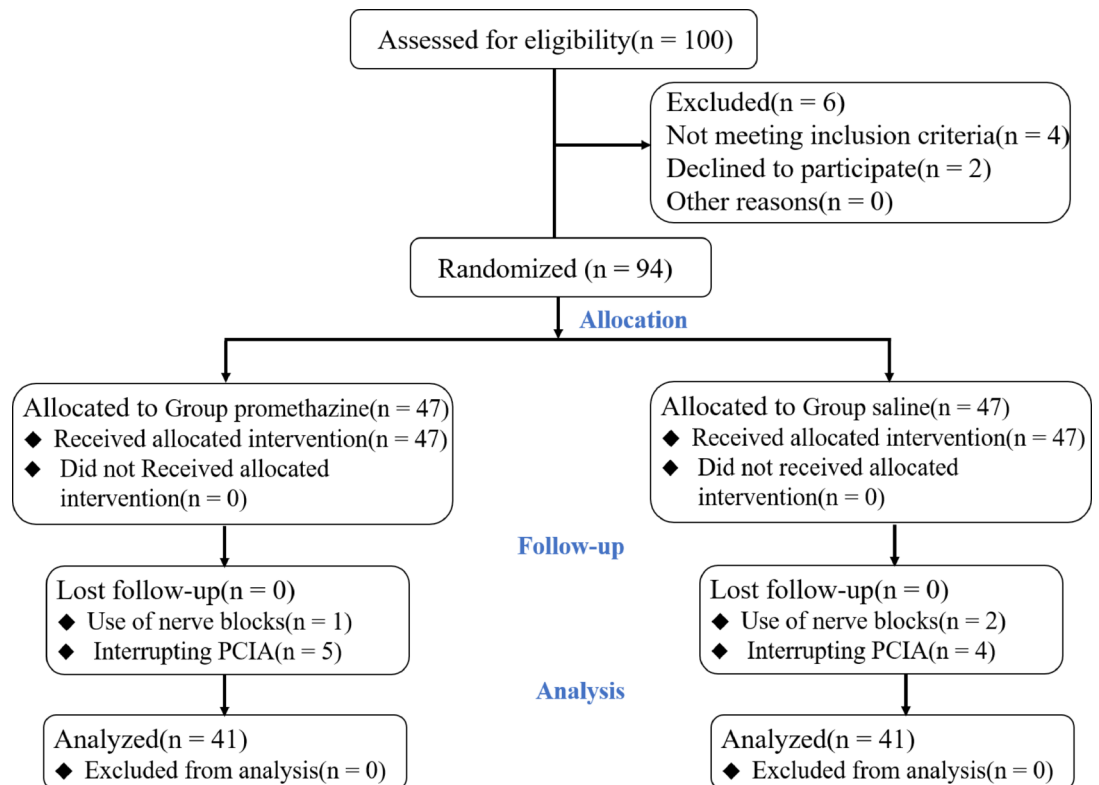 Assessed for eligibility(n = 100)
Excluded(n = 6)
Not meeting inclusion criteria(n = 4)
Declined to participate(n = 2)
Other reasons(n = 0)
Randomized (n = 94)
Allocation
Allocated to Group promethazine(n = 47)
◆ Received allocated intervention(n = 47)
◆ Did not Received allocated
intervention(n = 0)
Allocated to Group saline(n = 47)
◆ Received allocated intervention(n = 47)
◆ Did not received allocated
intervention(n = 0)
Follow-up
Lost follow-up(n = 0)
◆ Use of nerve blocks(n = 1)
◆ Interrupting PCIA(n = 5)
Lost follow-up(n = 0)
◆ Use of nerve blocks(n = 2)
◆ Interrupting PCIA(n = 4)
Analysis
Analyzed(n = 41)
◆ Excluded from analysis(n = 0)
Analyzed(n = 41)
◆ Excluded from analysis(n = 0)